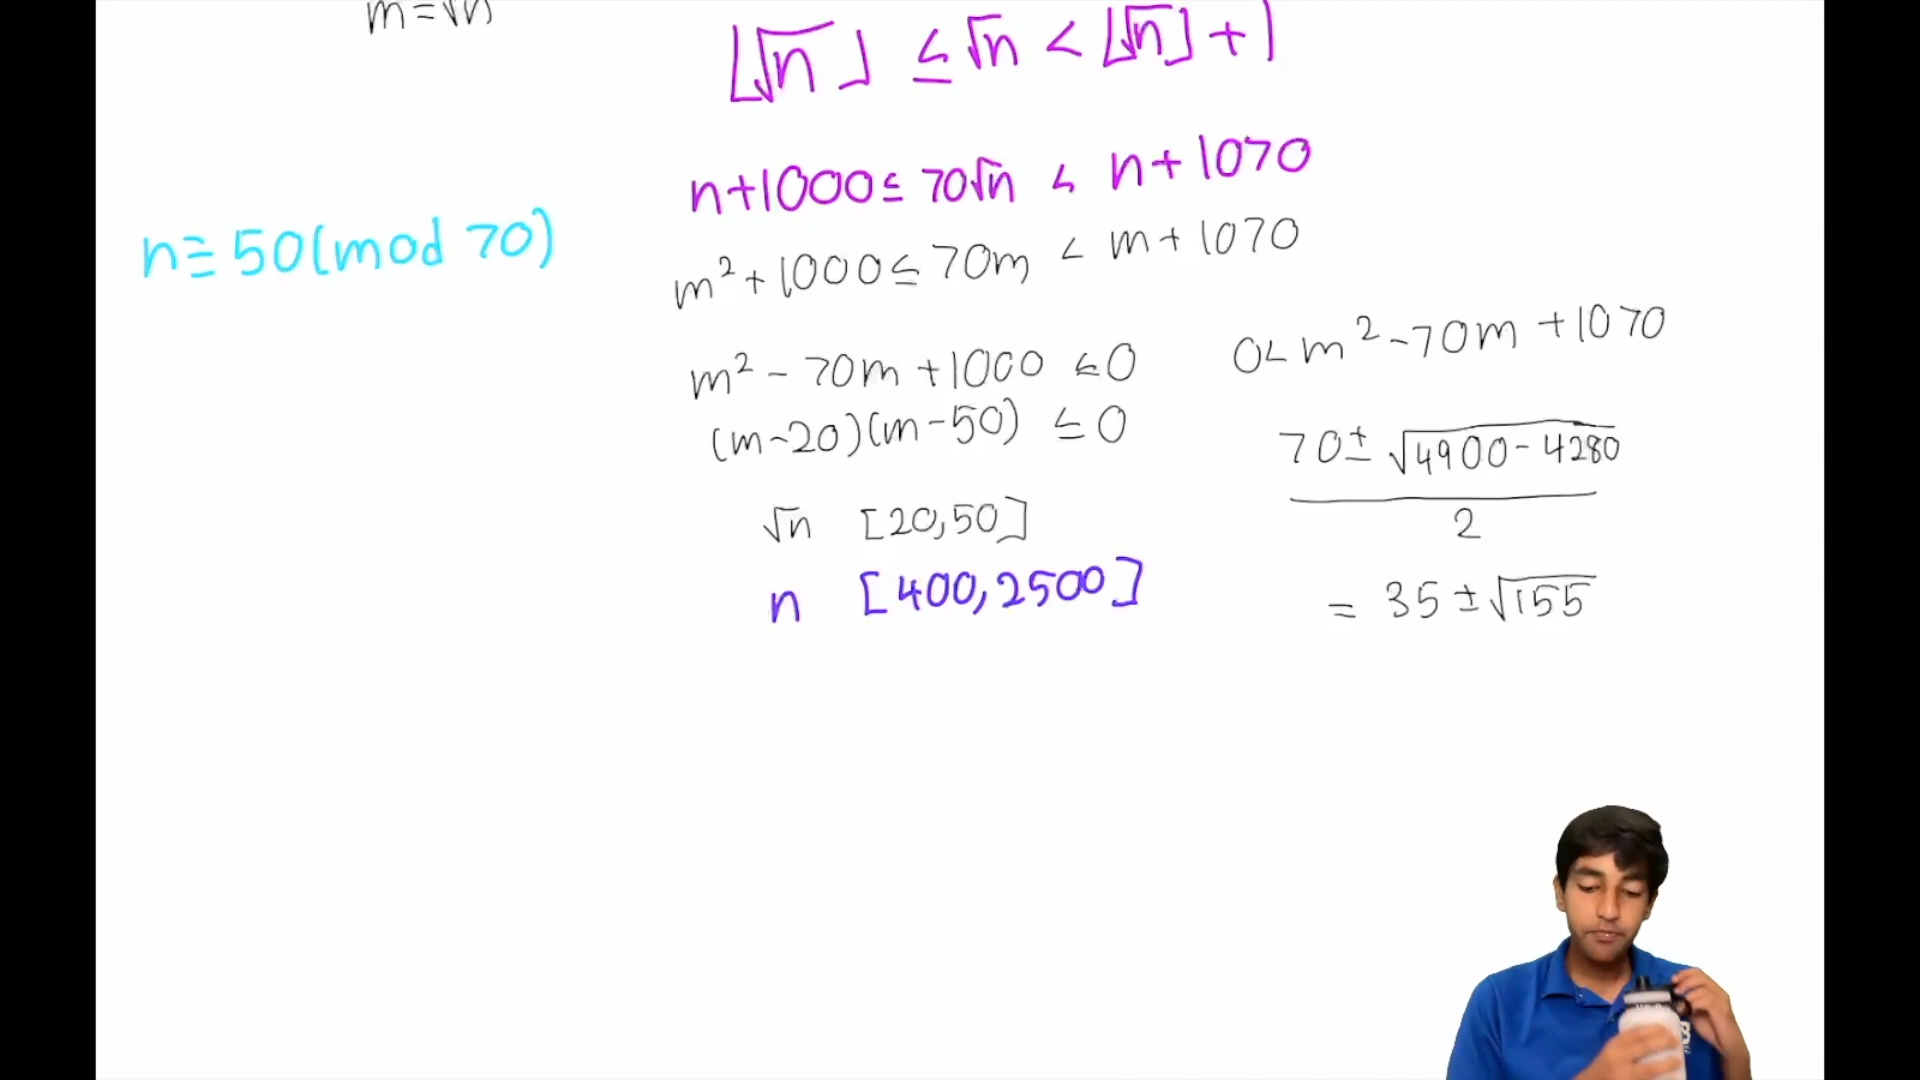 m=√n
⌊√n⌋ ≤ √n < ⌊√n⌋ + 1
n+1000 ≤ 70√n < n+1070
n ≡ 50(mod 70)
m² + 1000 ≤ 70m < m + 1070
m² - 70m + 1000 ≤ 0
0 < m² - 70m + 1070
(m-20)(m-50) ≤ 0
70 ± √4900 - 4280
2
√n [20,50]
n [400,2500]
= 35 ± √155